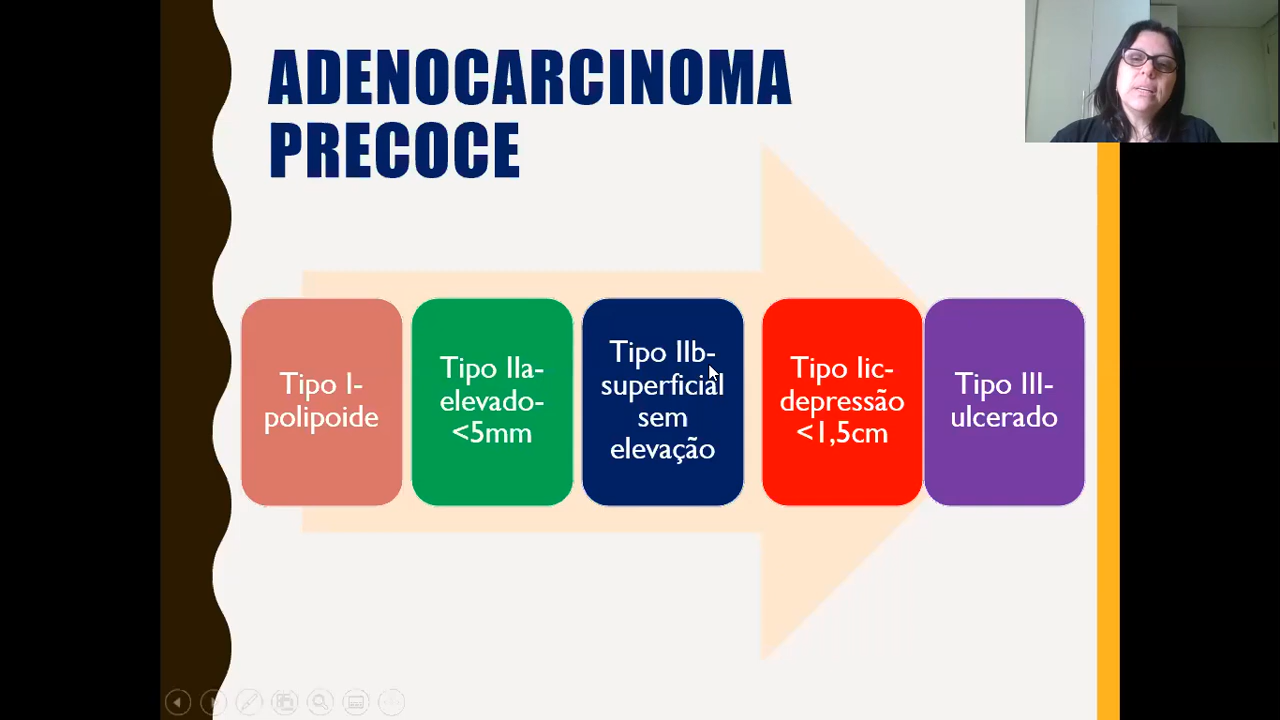 ADENOCARCINOMA
PRECOCE
Tipo I-
polipoide
Tipo IIa-
elevado-
<5mm
Tipo IIb-
superficial
sem
elevação
Tipo Iic-
depressão
<1,5cm
Tipo III-
ulcerado